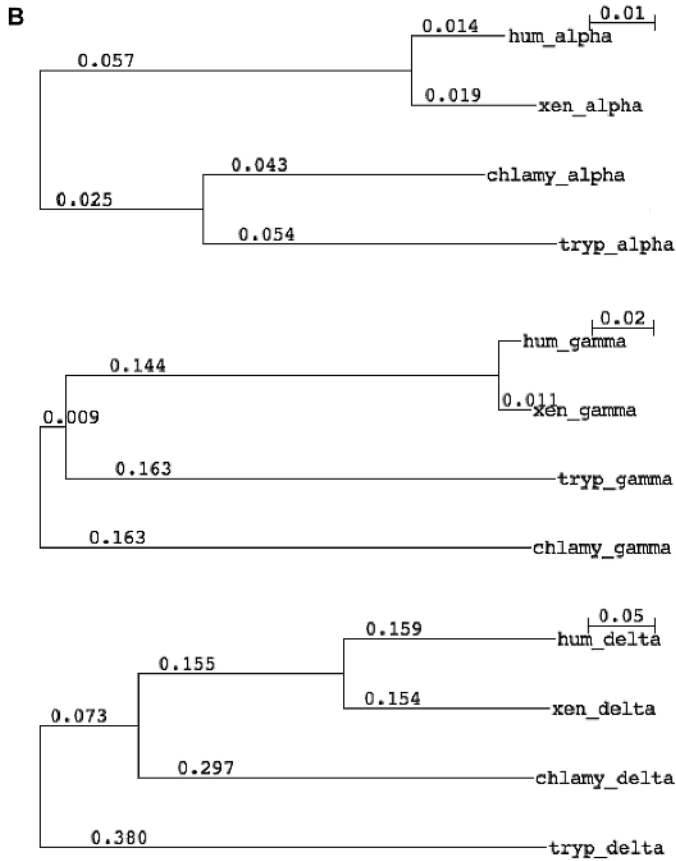 B
0.01
0.014
hum_alpha
0.057
0.019
xen_alpha
0.043
chlamy_alpha
0.025
0.054
tryp_alpha
0.02
hum_gamma
0.144
0.011
xen_gamma
0.009
0.163
tryp_gamma
0.163
chlamy_gamma
0.05
0.159
hum_delta
0.155
0.154
xen_delta
0.073
0.297
chlamy_delta
0.380
tryp_delta